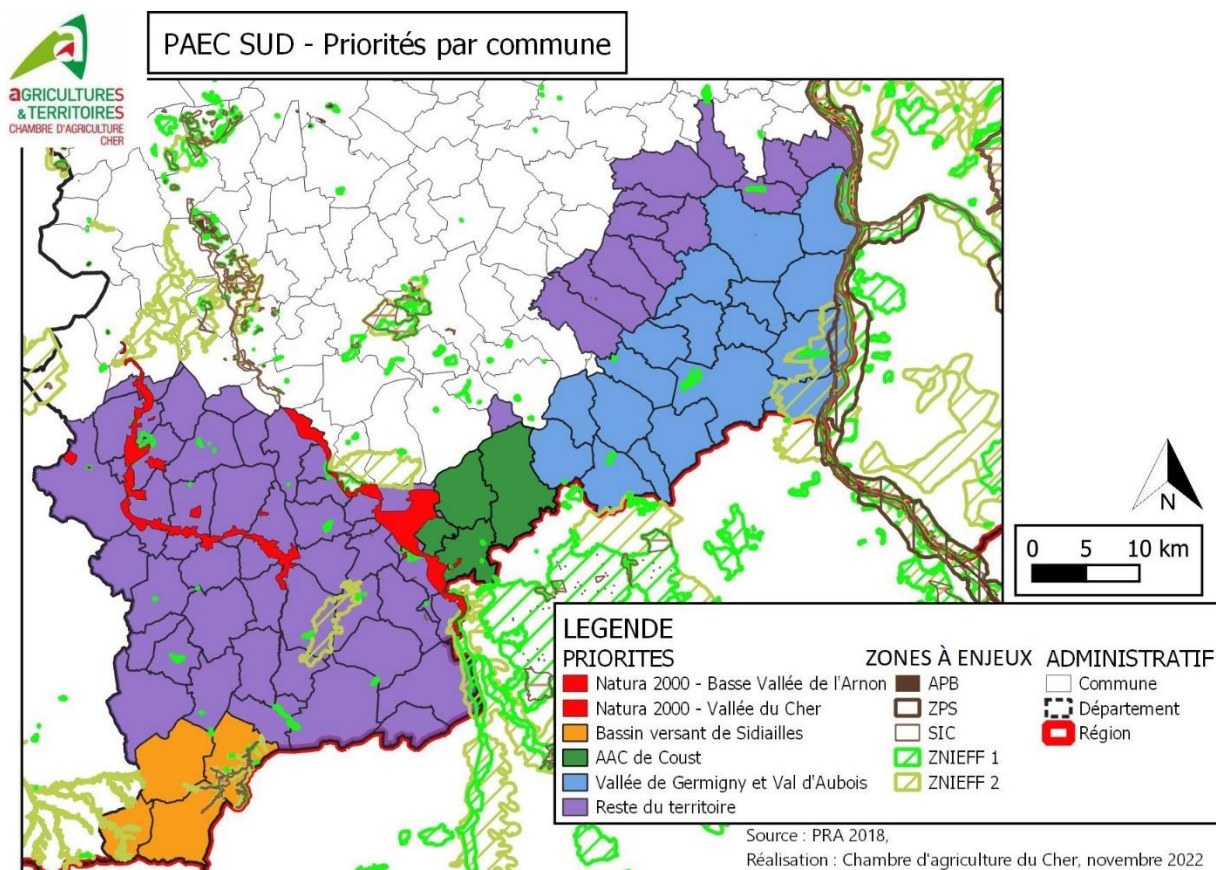 aGRICULTURES
& TERRITOIRES
CHAMBRE D'AGRICULTURE
CHER
PAEC SUD - Priorités par commune
N
0 5 10 km
LEGENDE
PRIORITES
Natura 2000 - Basse Vallée de l'Arnon
Natura 2000 - Vallée du Cher
Bassin versant de Sidiailles
AAC de Coust
Vallée de Germigny et Val d'Aubois
Reste du territoire
ZONES À ENJEUX
APB
ZPS
SIC
ZNIEFF 1
ZNIEFF 2
ADMINISTRATIF
Commune
Département
Région
Source : PRA 2018,
Réalisation : Chambre d'agriculture du Cher, novembre 2022